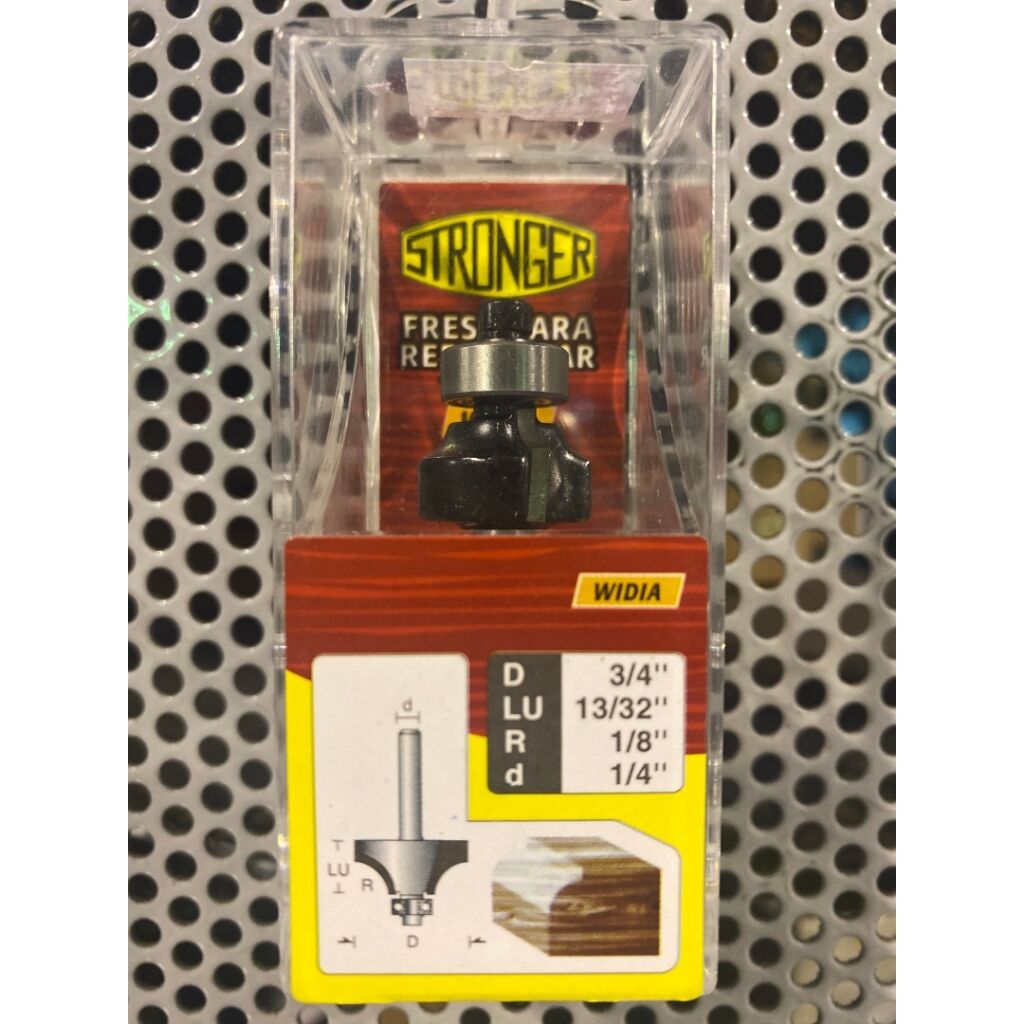 STRONGER
FRES ARA
RE AR
WIDIA
D 3/4"
LU 13/32"
R 1/8"
d 1/4"
d
LU
R
D